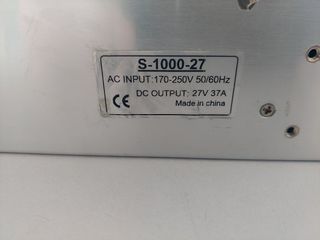 S-1000-27
AC INPUT:170-250V 50/60Hz
DC OUTPUT: 27V 37A
CE Made in china